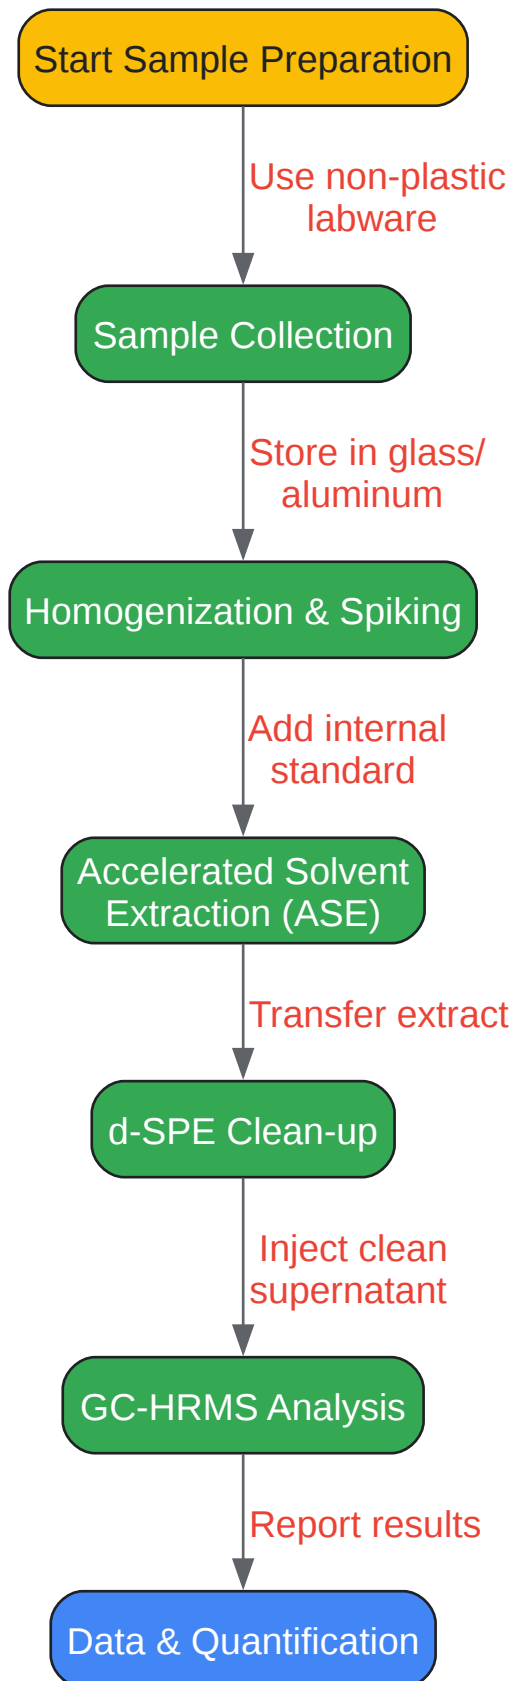 Start Sample Preparation
Use non-plastic
labware
Sample Collection
Store in glass/
aluminum
Homogenization & Spiking
Add internal
standard
Accelerated Solvent
Extraction (ASE)
Transfer extract
d-SPE Clean-up
Inject clean
supernatant
GC-HRMS Analysis
Report results
Data & Quantification